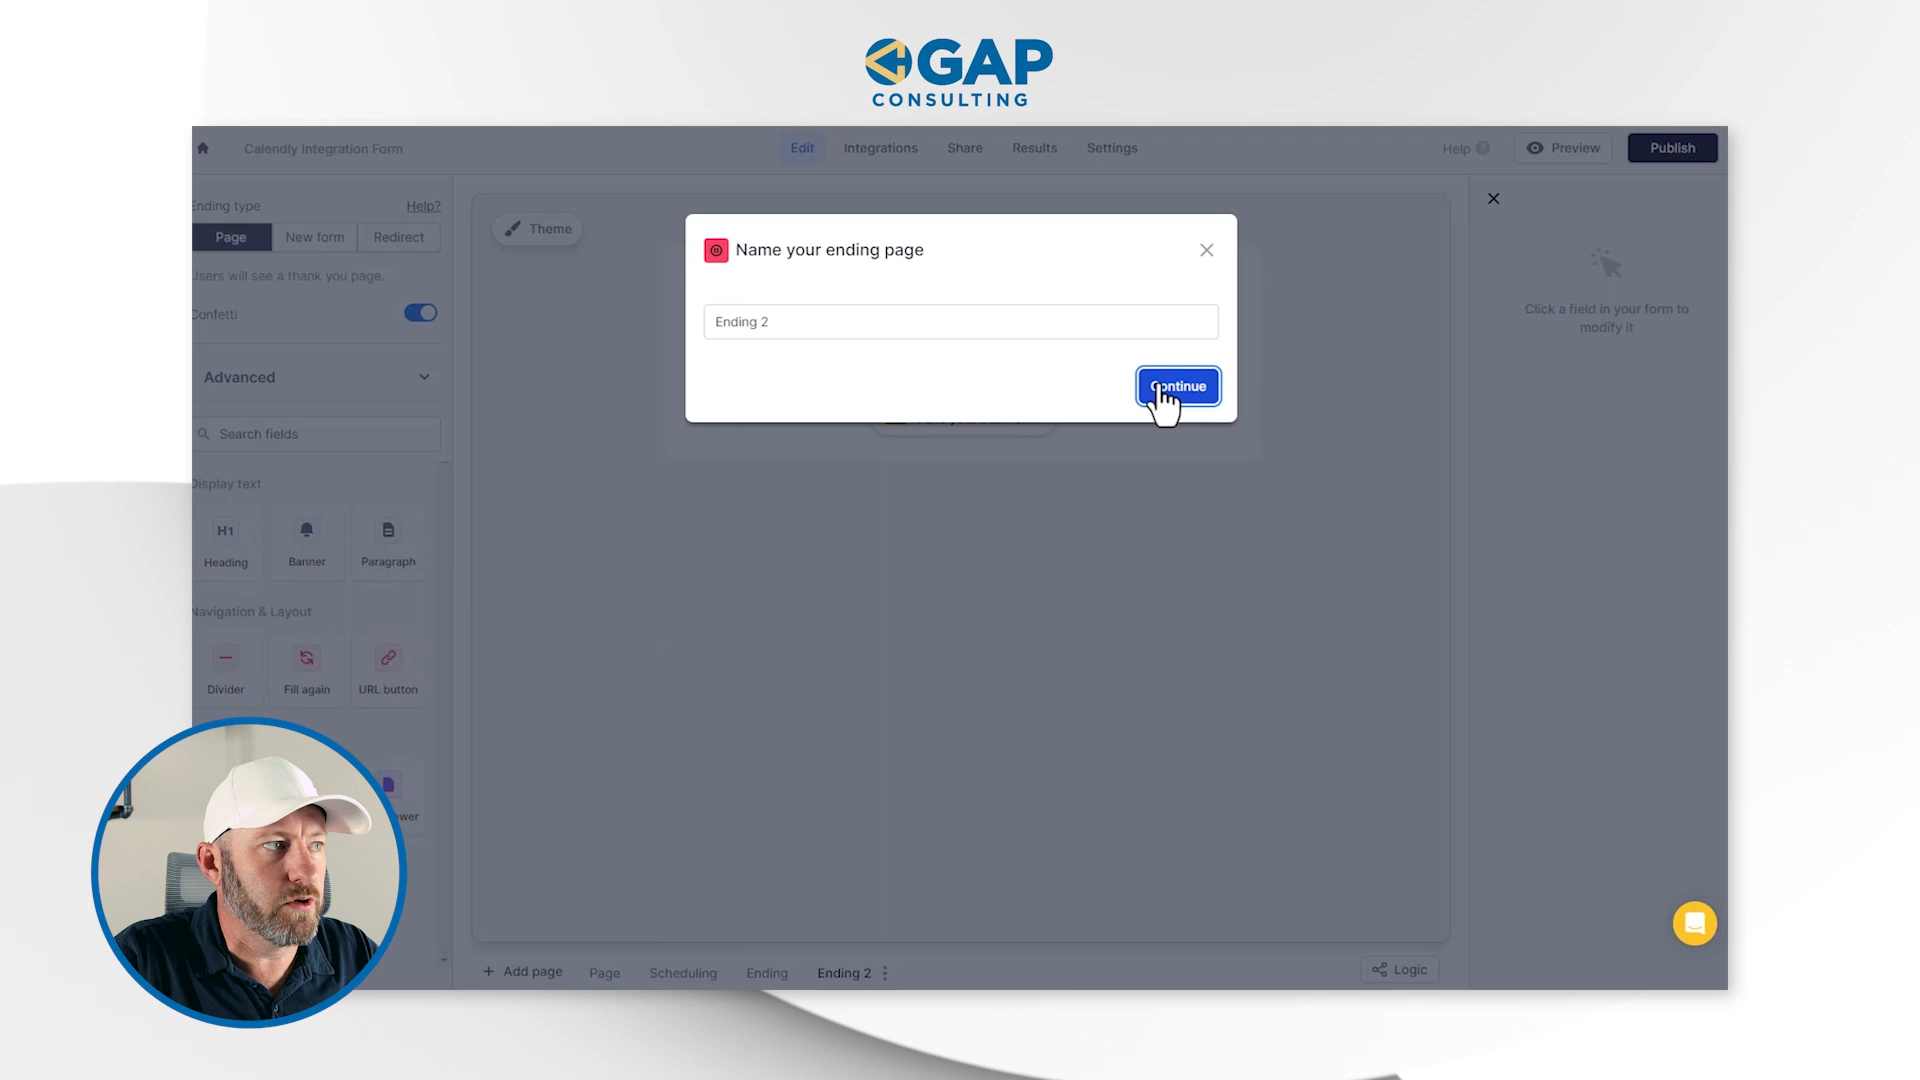 GAP
CONSULTING
Calendly Integration Form
Edit
Integrations
Share
Results
Settings
Help
Preview
Publish
Ending type
Help?
Page
New form
Redirect
Users will see a thank you page.
Confetti
Advanced
Search fields
Display text
H1
Heading
Banner
Paragraph
Navigation & Layout
Divider
Fill again
URL button
Theme
Name your ending page
Ending 2
Continue
Click a field in your form to
modify it
Add page
Page
Scheduling
Ending
Ending 2
Logic